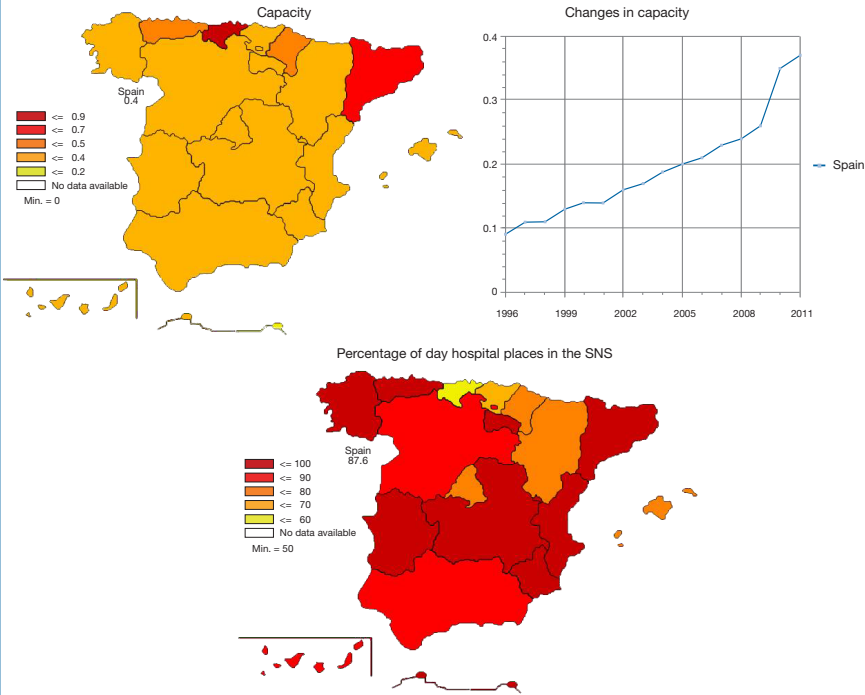 Capacity
Spain
0.4
<= 0.9
<= 0.7
<= 0.5
<= 0.4
<= 0.2
No data available
Min. = 0
Changes in capacity
0.4
0.3
0.2
0.1
0
1996 1999 2002 2005 2008 2011
Spain
Percentage of day hospital places in the SNS
Spain
87.6
<= 100
<= 90
<= 80
<= 70
<= 60
No data available
Min. = 50